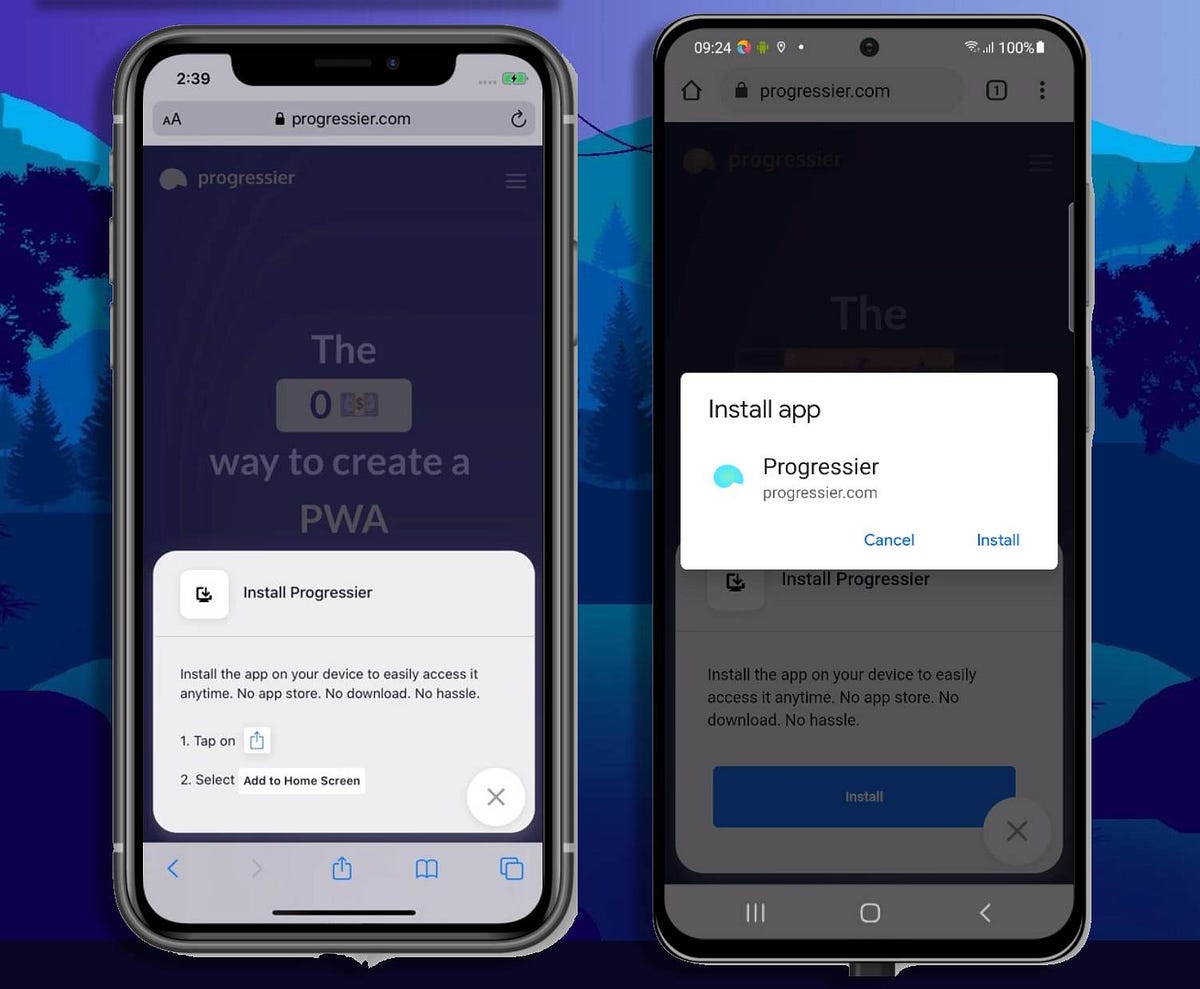 2:39
AA
progressier.com
progressier
The
0
way to create a
PWA
Install Progressier
Install the app on your device to easily access it
anytime. No app store. No download. No hassle.
1. Tap on
2. Select Add to Home Screen
09:24
100%
progressier.com
1
progressier
The
Install app
Progressier
progressier.com
Cancel Install
Install Progressier
Install the app on your device to easily
access it anytime. No app store. No
download. No hassle.
Install